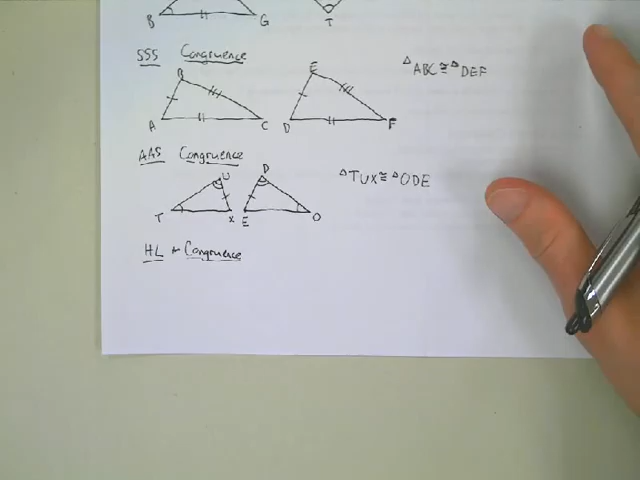 B G T
SSS Congruence
△ABC ≅ △DEF
B E
A C D F
AAS Congruence
△TUX ≅ △ODE
U D
T X E O
HL Congruence